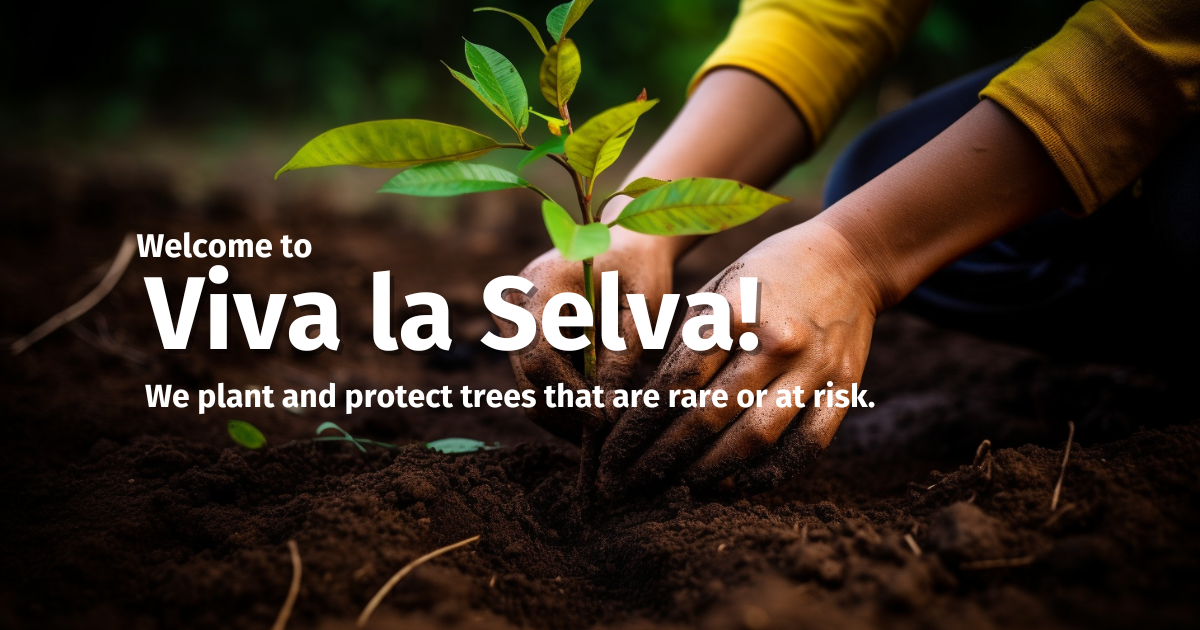 Welcome to
Viva la Selva!
We plant and protect trees that are rare or at risk.